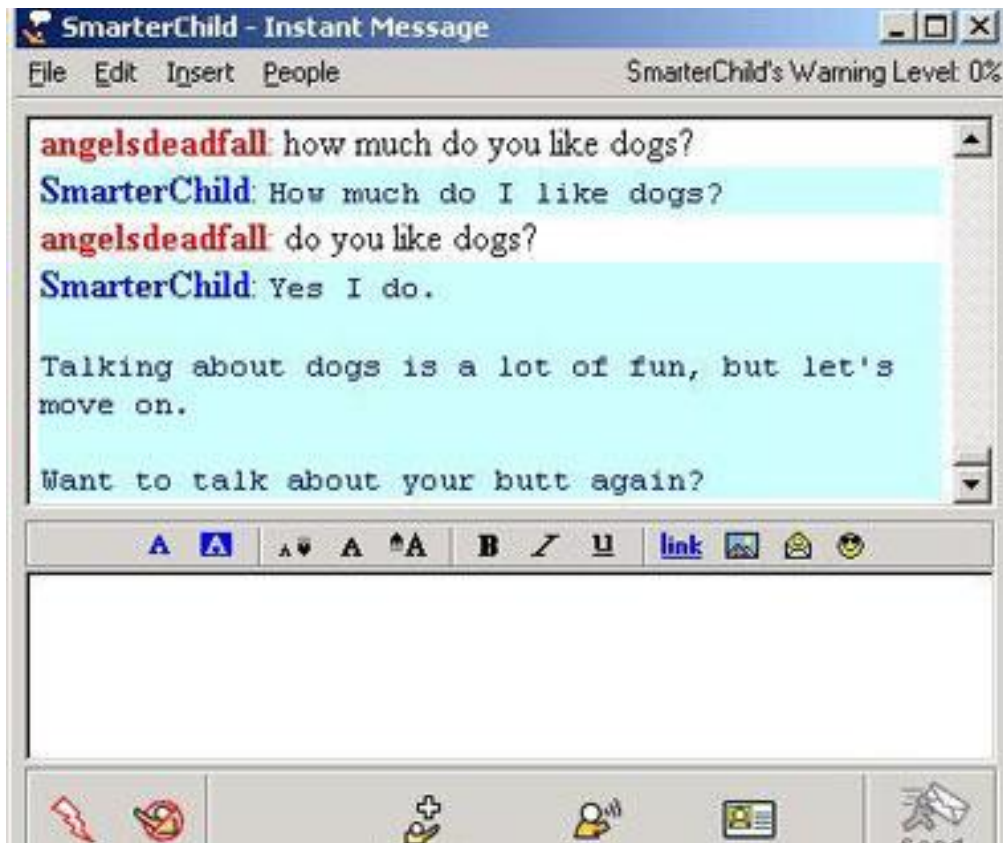 SmarterChild - Instant Message
File Edit Insert People SmarterChild's Warning Level: 0%
angelsdeadfall: how much do you like dogs?
SmarterChild: How much do I like dogs?
angelsdeadfall: do you like dogs?
SmarterChild: Yes I do.
Talking about dogs is a lot of fun, but let's
move on.
Want to talk about your butt again?
A A A A A B I U link